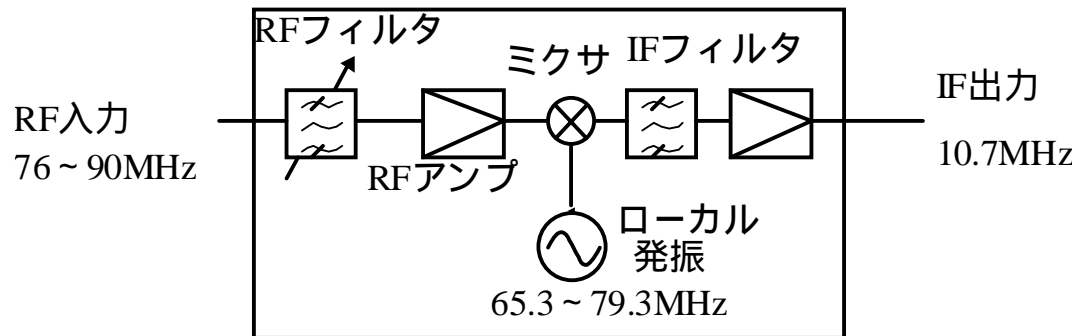 RFフィルタ
ミクサ
IFフィルタ
RF入力
76~90MHz
IF出力
10.7MHz
RFアンプ
ローカル
発振
65.3~79.3MHz